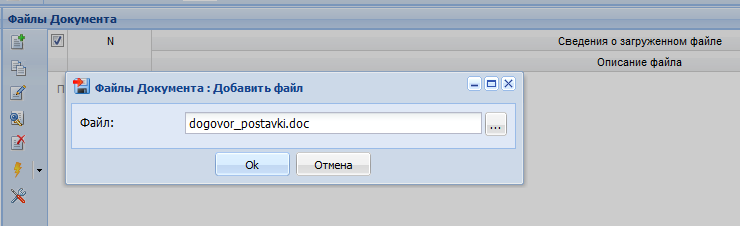 Файлы Документа
N
Сведения о загруженном файле
Описание файла
П
Файлы Документа : Добавить файл
Файл:
dogovor_postavki.doc
...
Ok
Отмена